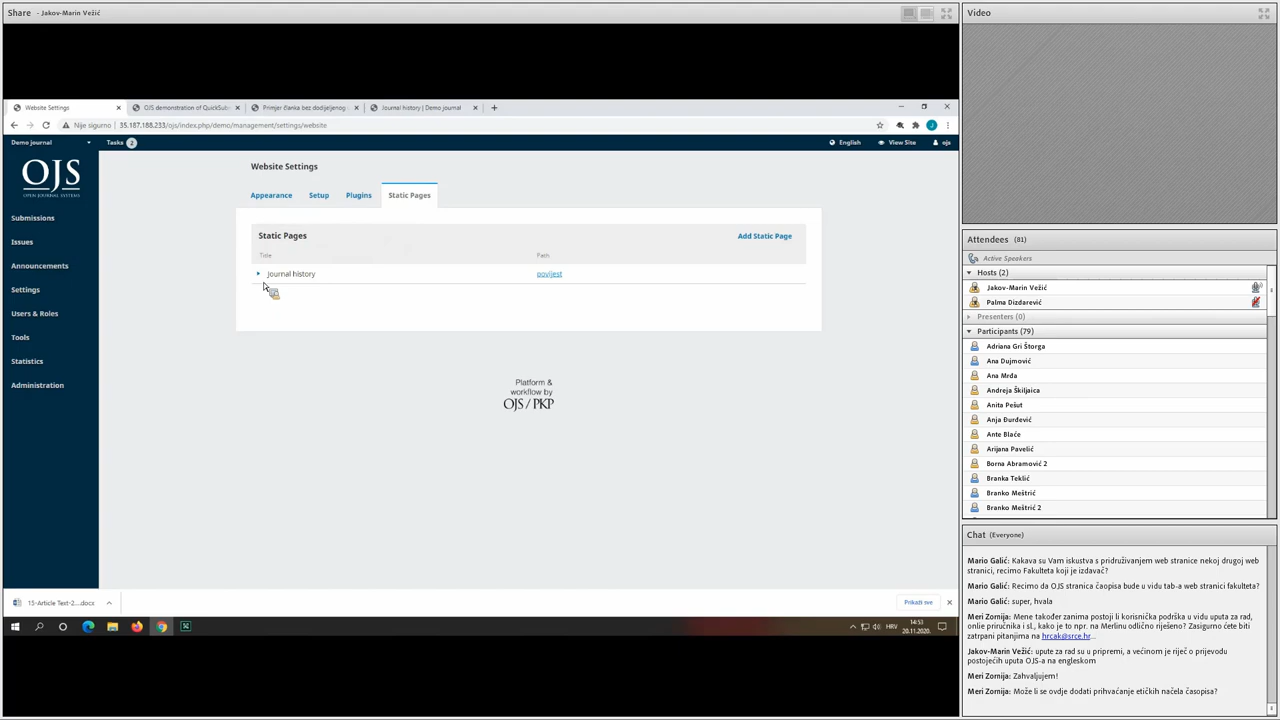 Share - Jakov-Marin Vežić
Website Settings
OJS demonstration of QuickSub
Primjer članka bez dodijeljenog
Journal history | Demo journal
Nije sigurno 35.187.188.233/ojs/index.php/demo/management/settings/website
Demo journal
Tasks 2
English
View Site
ojs
OJS
OPEN JOURNAL SYSTEMS
Submissions
Issues
Announcements
Settings
Users & Roles
Tools
Statistics
Administration
Website Settings
Appearance
Setup
Plugins
Static Pages
Static Pages
Add Static Page
Title
Path
Journal history
povijest
Platform &
workflow by
OJS / PKP
15-Article Text-2....docx
Prikaži sve
HRV
14:53
20.11.2020.
Video
Attendees (81)
Active Speakers
Hosts (2)
Jakov-Marin Vežić
Palma Dizdarević
Presenters (0)
Participants (79)
Adriana Gri Štorga
Ana Dujmović
Ana Mrđa
Andreja Škiljaica
Anita Pešut
Anja Đurđević
Ante Blaće
Arijana Pavelić
Borna Abramović 2
Branka Teklić
Branko Meštrić
Branko Meštrić 2
Chat (Everyone)
Mario Galić: Kakava su Vam iskustva s pridruživanjem web stranice nekoj drugoj web
stranici, recimo Fakulteta koji je izdavač?
Mario Galić: Recimo da OJS stranica čaopisa bude u vidu tab-a web stranici fakulteta?
Mario Galić: super, hvala
Meri Zornija: Mene također zanima postoji li korisnička podrška u vidu uputa za rad,
onlie priručnika i sl., kako je to npr. na Merlinu odlično riješeno? Zasigurno ćete biti
zatrpani pitanjima na hrcak@srce.hr...
Jakov-Marin Vežić: upute za rad su u pripremi, a većinom je riječ o prijevodu
postojećih uputa OJS-a na engleskom
Meri Zornija: Zahvaljujem!
Meri Zornija: Može li se ovdje dodati prihvaćanje etičkih načela časopisa?